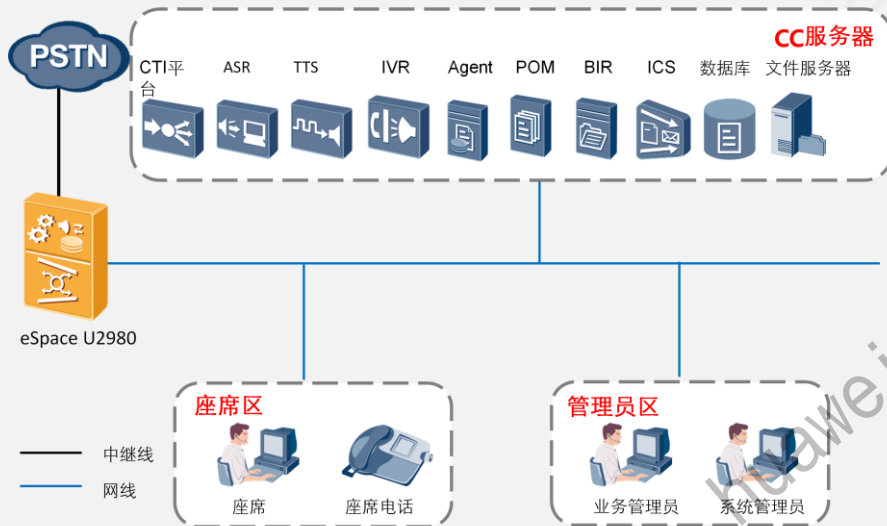 PSTN
CC服务器
CTI平
台
ASR
TTS
IVR
Agent
POM
BIR
ICS
数据库
文件服务器
eSpace U2980
座席区
管理员区
中继线
网线
座席
座席电话
业务管理员
系统管理员
huawei